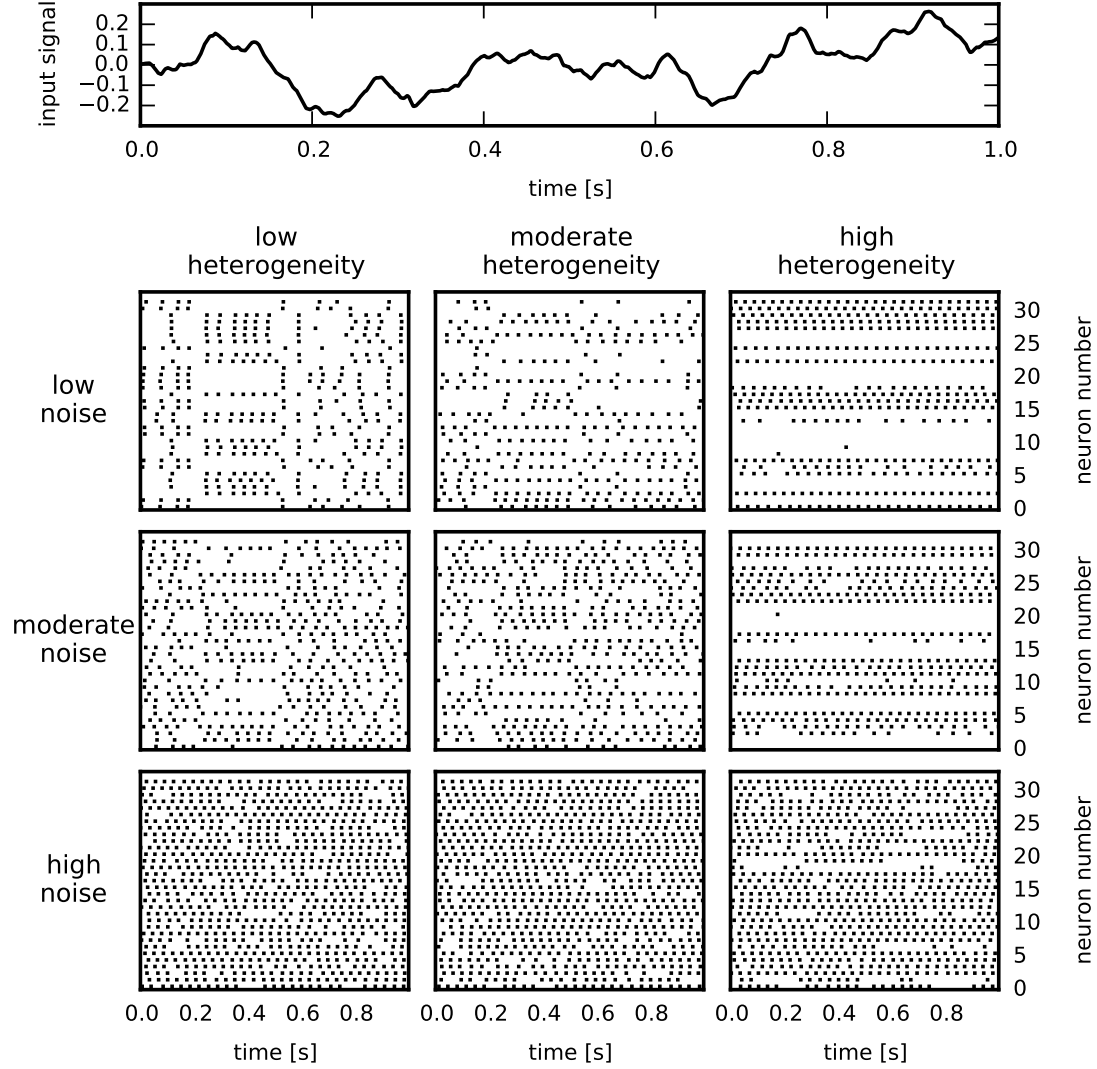 input signal
0.2
0.1
0.0
−0.1
−0.2
0.0 0.2 0.4 0.6 0.8 1.0
time [s]
low
heterogeneity
moderate
heterogeneity
high
heterogeneity
low
noise
30
25
20
15
10
5
0
neuron number
moderate
noise
30
25
20
15
10
5
0
neuron number
high
noise
30
25
20
15
10
5
0
neuron number
0.0 0.2 0.4 0.6 0.8
0.0 0.2 0.4 0.6 0.8
0.0 0.2 0.4 0.6 0.8
time [s]
time [s]
time [s]